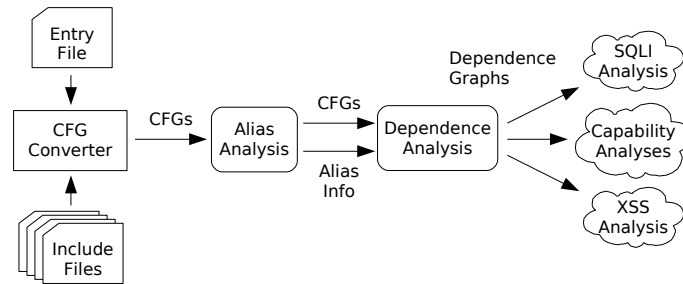 Entry
File
CFG
Converter
Include
Files
CFGs
Alias
Analysis
CFGs
Alias
Info
Dependence
Analysis
Dependence
Graphs
SQLI
Analysis
Capability
Analyses
XSS
Analysis